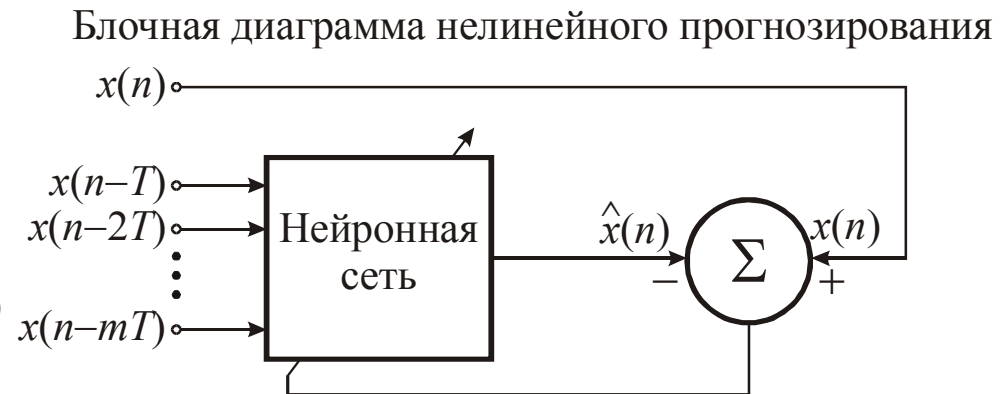 Блочная диаграмма нелинейного прогнозирования
x(n)
x(n−T)
x(n−2T)
x(n−mT)
Нейронная
сеть
x̂(n)
−
Σ
x(n)
+